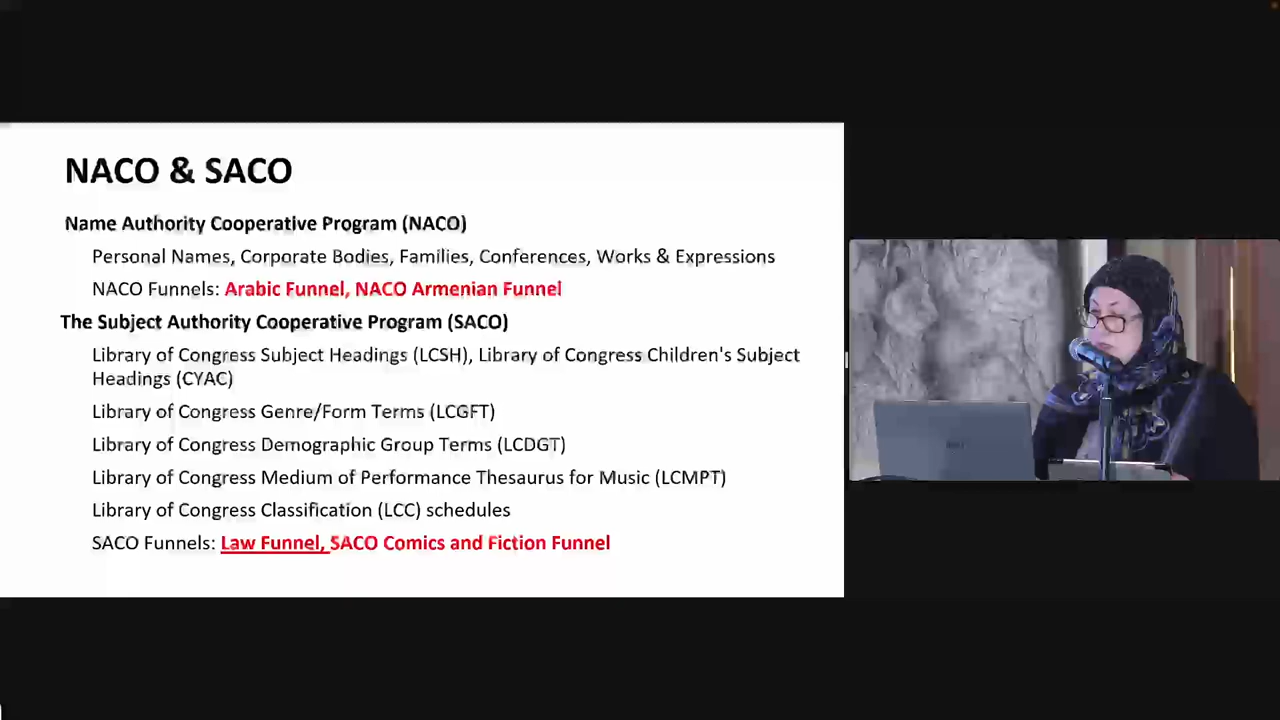 NACO & SACO
Name Authority Cooperative Program (NACO)
Personal Names, Corporate Bodies, Families, Conferences, Works & Expressions
NACO Funnels: Arabic Funnel, NACO Armenian Funnel
The Subject Authority Cooperative Program (SACO)
Library of Congress Subject Headings (LCSH), Library of Congress Children's Subject
Headings (CYAC)
Library of Congress Genre/Form Terms (LCGFT)
Library of Congress Demographic Group Terms (LCDGT)
Library of Congress Medium of Performance Thesaurus for Music (LCMPT)
Library of Congress Classification (LCC) schedules
SACO Funnels: Law Funnel, SACO Comics and Fiction Funnel